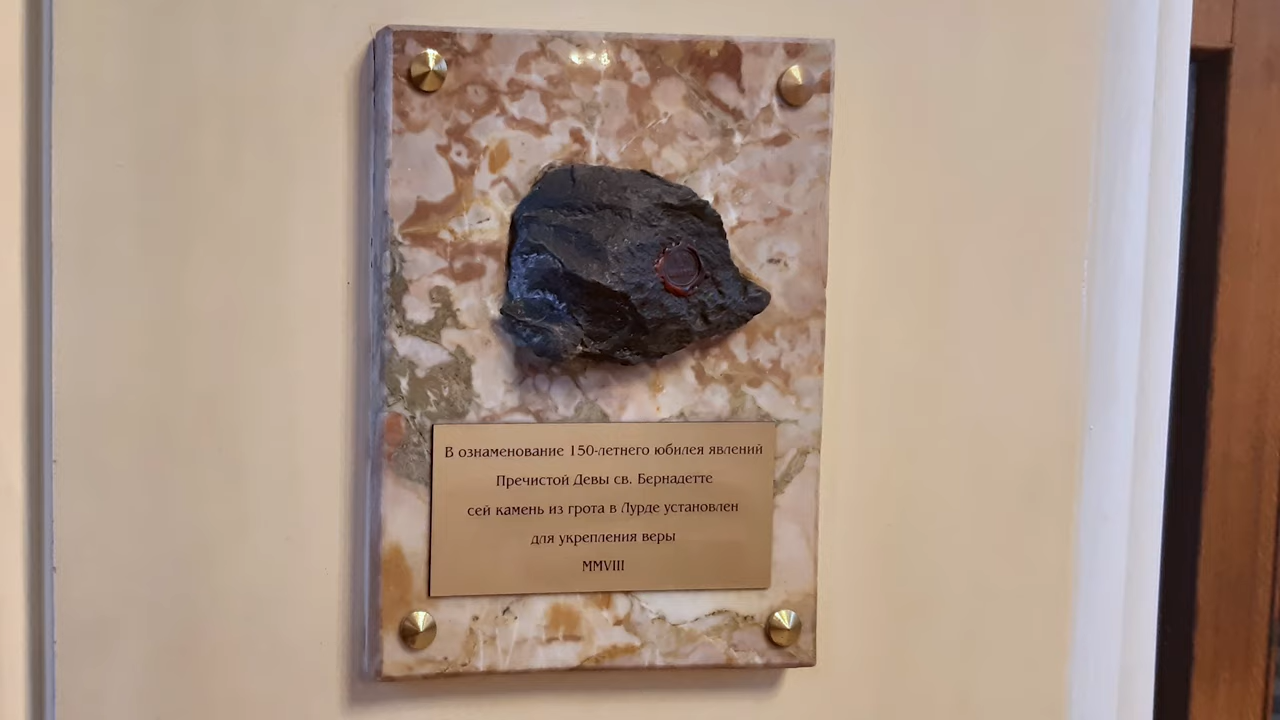 В ознаменование 150-летнего юбилея явлений
Пречистой Девы св. Бернадетте
сей камень из грота в Лурде установлен
для укрепления веры
MMVIII